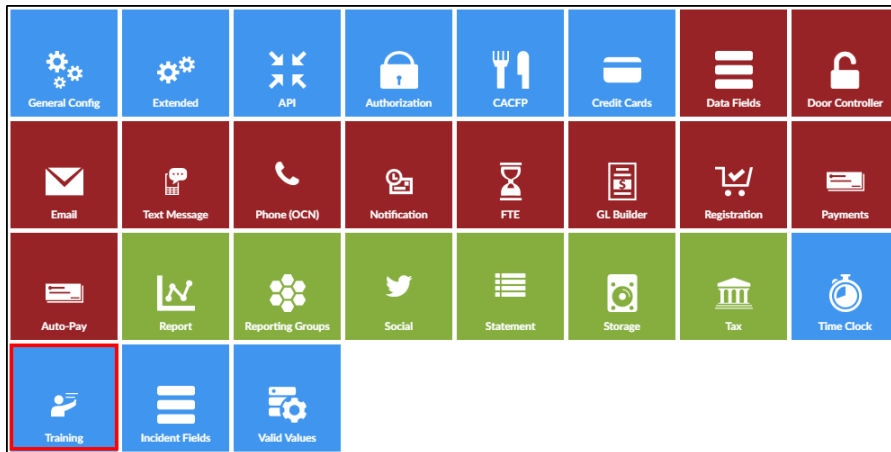 General Config
Extended
API
Authorization
CACFP
Credit Cards
Data Fields
Door Controller
Email
Text Message
Phone (OCN)
Notification
FTE
$
GL Builder
Registration
Payments
Auto-Pay
Report
Reporting Groups
Social
Statement
Storage
Tax
Time Clock
Training
Incident Fields
Valid Values